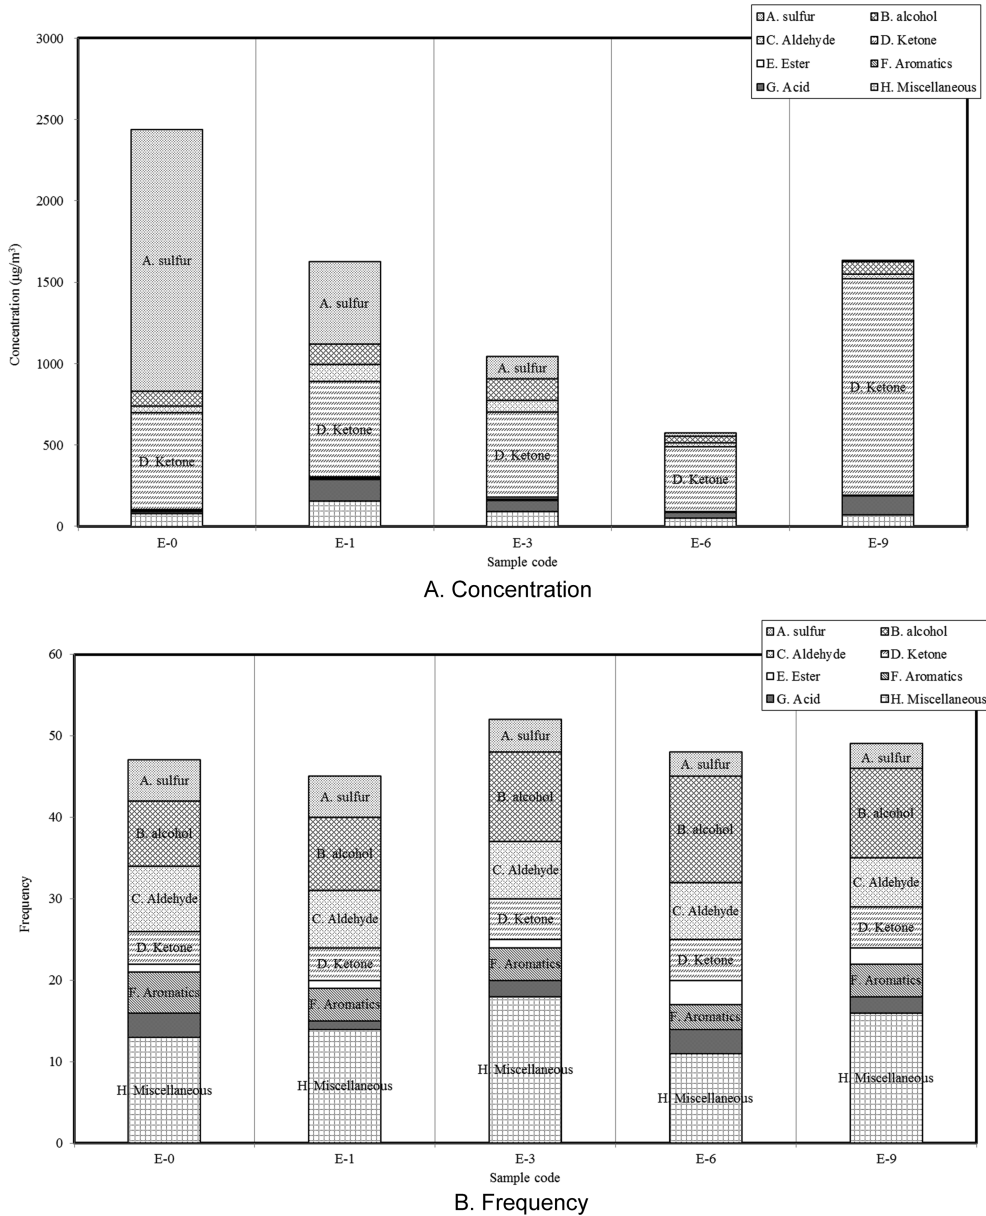 A. sulfur B. alcohol
C. Aldehyde D. Ketone
E. Ester F. Aromatics
G. Acid H. Miscellaneous
3000
2500
2000
1500
1000
500
0
Concentration (μg/m³)
A. sulfur
D. Ketone
A. sulfur
D. Ketone
A. sulfur
D. Ketone
D. Ketone
D. Ketone
E-0 E-1 E-3 E-6 E-9
Sample code
A. Concentration
A. sulfur B. alcohol
C. Aldehyde D. Ketone
E. Ester F. Aromatics
G. Acid H. Miscellaneous
60
50
40
30
20
10
0
Frequency
A. sulfur
B. alcohol
C. Aldehyde
D. Ketone
F. Aromatics
H. Miscellaneous
A. sulfur
B. alcohol
C. Aldehyde
D. Ketone
F. Aromatics
H. Miscellaneous
A. sulfur
B. alcohol
C. Aldehyde
D. Ketone
F. Aromatics
H. Miscellaneous
A. sulfur
B. alcohol
C. Aldehyde
D. Ketone
F. Aromatics
H. Miscellaneous
A. sulfur
B. alcohol
C. Aldehyde
D. Ketone
F. Aromatics
H. Miscellaneous
E-0 E-1 E-3 E-6 E-9
Sample code
B. Frequency